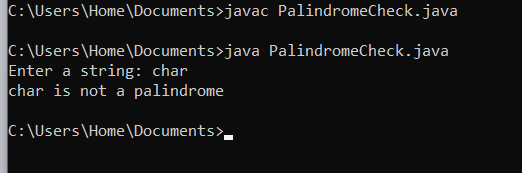 C:\Users\Home\Documents>javac PalindromeCheck.java
C:\Users\Home\Documents>java PalindromeCheck.java
Enter a string: char
char is not a palindrome
C:\Users\Home\Documents>